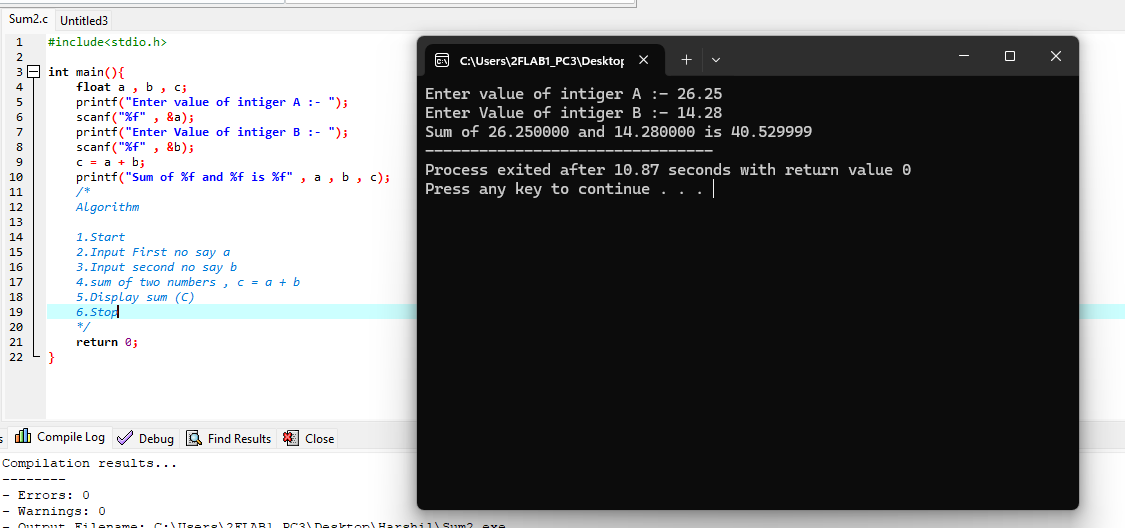 Sum2.c Untitled3
1 #include<stdio.h>
2
3 int main(){
4 float a , b , c;
5 printf("Enter value of intiger A :- ");
6 scanf("%f" , &a);
7 printf("Enter Value of intiger B :- ");
8 scanf("%f" , &b);
9 c = a + b;
10 printf("Sum of %f and %f is %f" , a , b , c);
11 /*
12 Algorithm
13
14 1.Start
15 2.Input First no say a
16 3.Input second no say b
17 4.sum of two numbers , c = a + b
18 5.Display sum (C)
19 6.Stop
20 */
21 return 0;
22 }
C:\Users\2FLAB1_PC3\Desktop
Enter value of intiger A :- 26.25
Enter Value of intiger B :- 14.28
Sum of 26.250000 and 14.280000 is 40.529999
--------------------------------
Process exited after 10.87 seconds with return value 0
Press any key to continue . . .
Compile Log Debug Find Results Close
Compilation results...
--------
- Errors: 0
- Warnings: 0
- Output Filename: C:\Users\2FLAB1_PC3\Desktop\Harshil\Sum2.exe